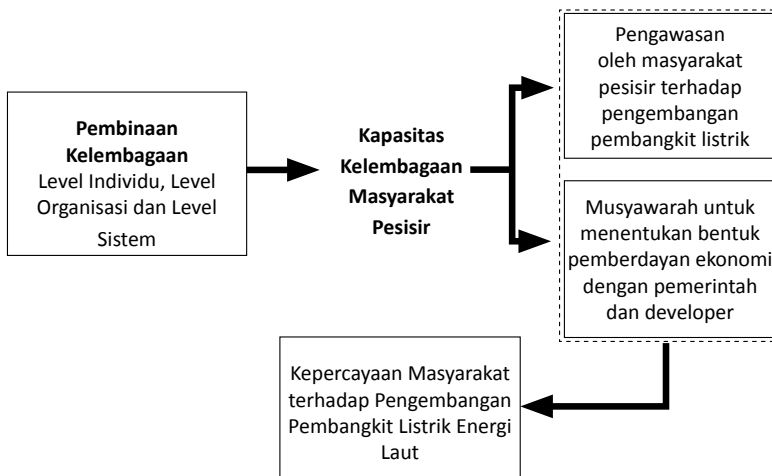 Pembinaan
Kelembagaan
Level Individu, Level
Organisasi dan Level
Sistem
Kapasitas
Kelembagaan
Masyarakat
Pesisir
Pengawasan
oleh masyarakat
pesisir terhadap
pengembangan
pembangkit listrik
Musyawarah untuk
menentukan bentuk
pemberdayan ekonomi
dengan pemerintah
dan developer
Kepercayaan Masyarakat
terhadap Pengembangan
Pembangkit Listrik Energi
Laut